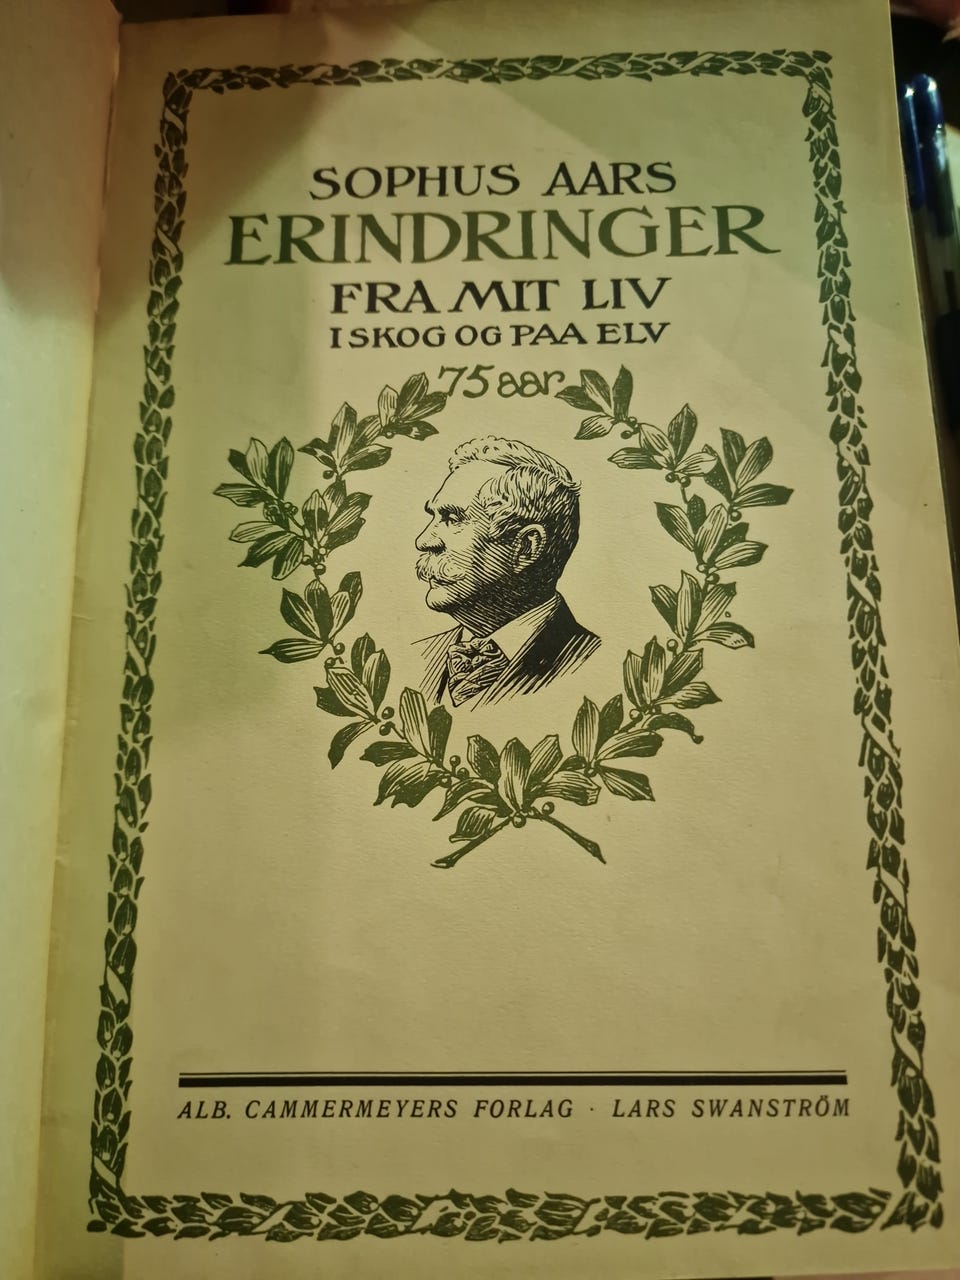 SOPHUS AARS
ERINDRINGER
FRA MIT LIV
I SKOG OG PAA ELV
75 aar
ALB. CAMMERMEYERS FORLAG · LARS SWANSTRÖM